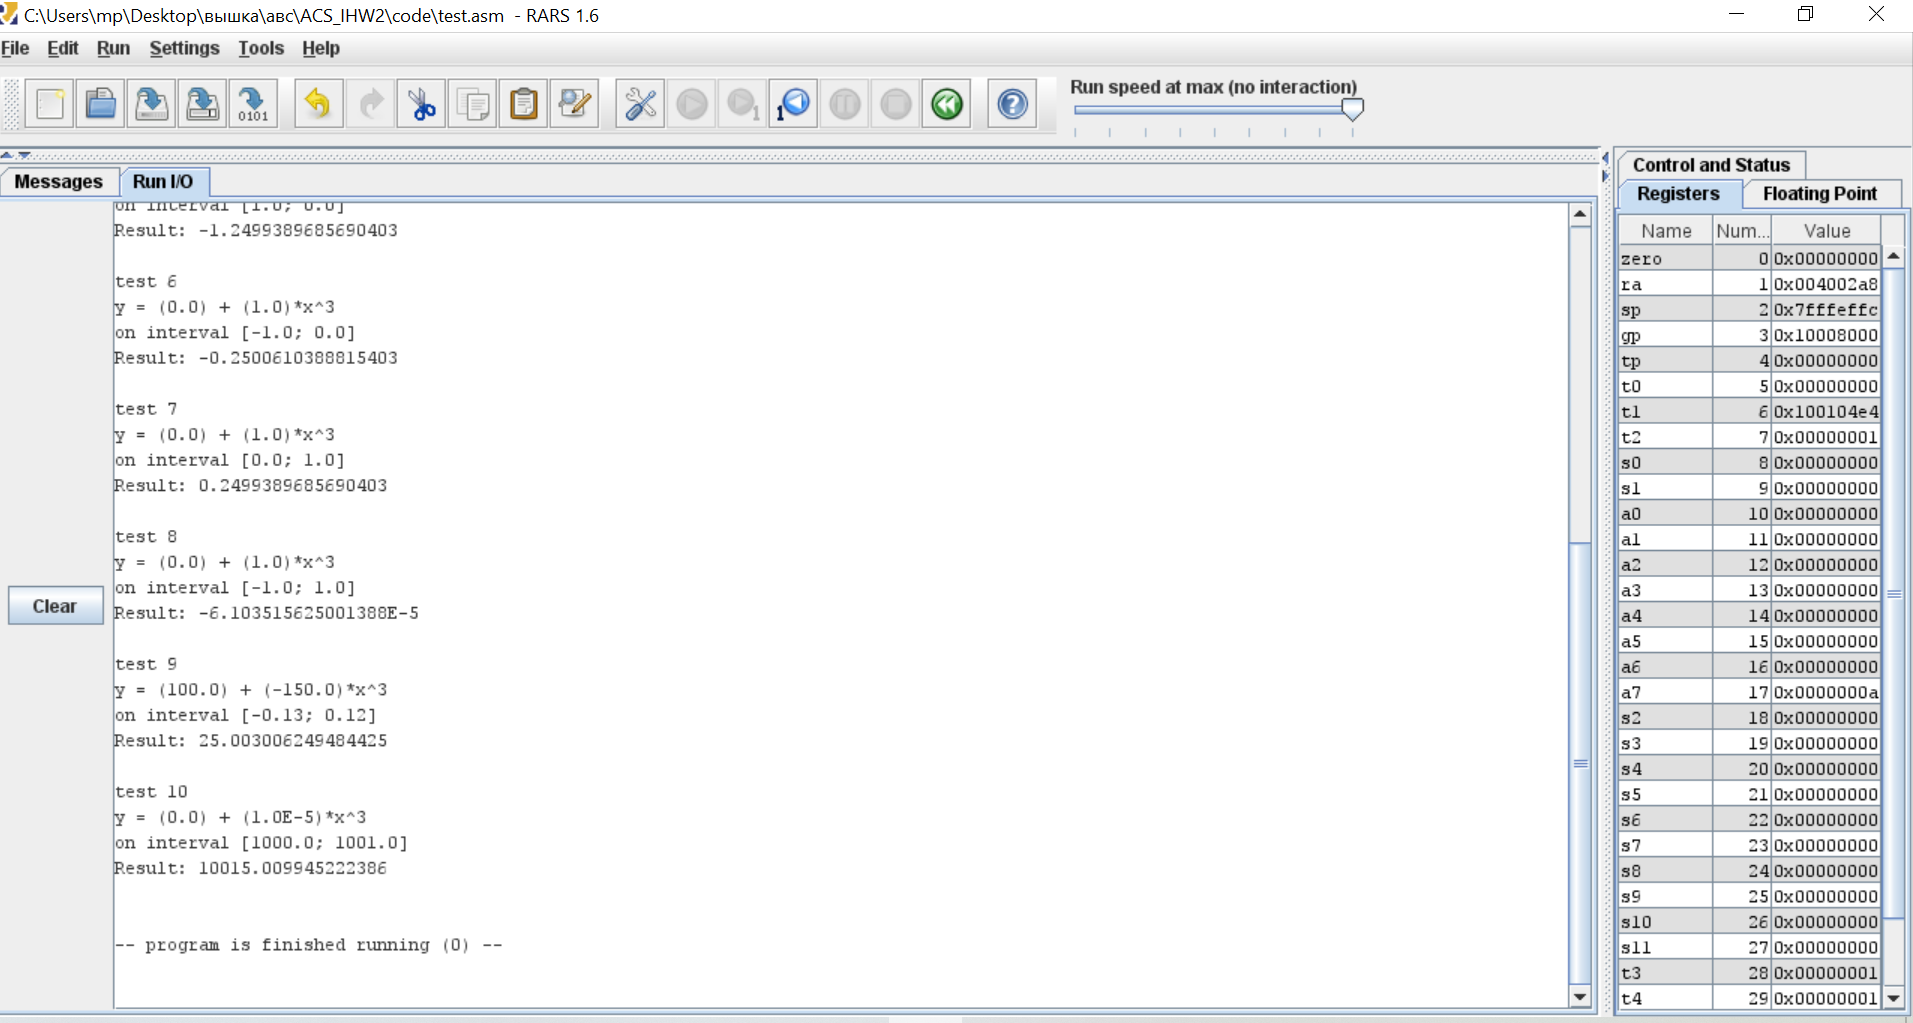 C:\Users\mp\Desktop\вышка\авс\ACS_IHW2\code\test.asm - RARS 1.6
File Edit Run Settings Tools Help
0101
1
1
Run speed at max (no interaction)
Messages Run I/O
on interval [1.0; 0.0]
Result: -1.2499389685690403
test 6
y = (0.0) + (1.0)*x^3
on interval [-1.0; 0.0]
Result: -0.2500610388815403
test 7
y = (0.0) + (1.0)*x^3
on interval [0.0; 1.0]
Result: 0.2499389685690403
test 8
y = (0.0) + (1.0)*x^3
on interval [-1.0; 1.0]
Result: -6.103515625001388E-5
test 9
y = (100.0) + (-150.0)*x^3
on interval [-0.13; 0.12]
Result: 25.003006249484425
test 10
y = (0.0) + (1.0E-5)*x^3
on interval [1000.0; 1001.0]
Result: 10015.009945222386
-- program is finished running (0) --
Clear
Control and Status
Registers Floating Point
Name Num... Value
zero 0 0x00000000
ra 1 0x004002a8
sp 2 0x7fffeffc
gp 3 0x10008000
tp 4 0x00000000
t0 5 0x00000000
t1 6 0x100104e4
t2 7 0x00000001
s0 8 0x00000000
s1 9 0x00000000
a0 10 0x00000000
a1 11 0x00000000
a2 12 0x00000000
a3 13 0x00000000
a4 14 0x00000000
a5 15 0x00000000
a6 16 0x00000000
a7 17 0x0000000a
s2 18 0x00000000
s3 19 0x00000000
s4 20 0x00000000
s5 21 0x00000000
s6 22 0x00000000
s7 23 0x00000000
s8 24 0x00000000
s9 25 0x00000000
s10 26 0x00000000
s11 27 0x00000000
t3 28 0x00000001
t4 29 0x00000001